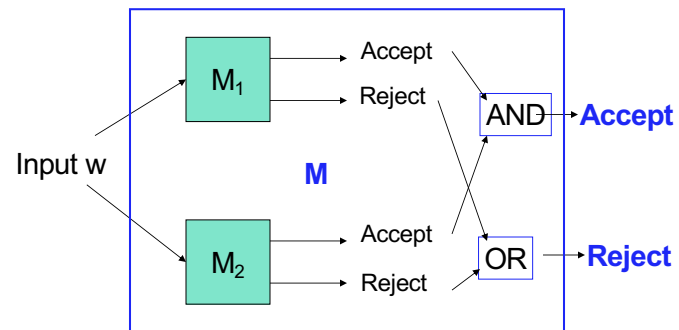 Accept
M₁
Reject
AND
Accept
Input w
M
Accept
M₂
Reject
OR
Reject